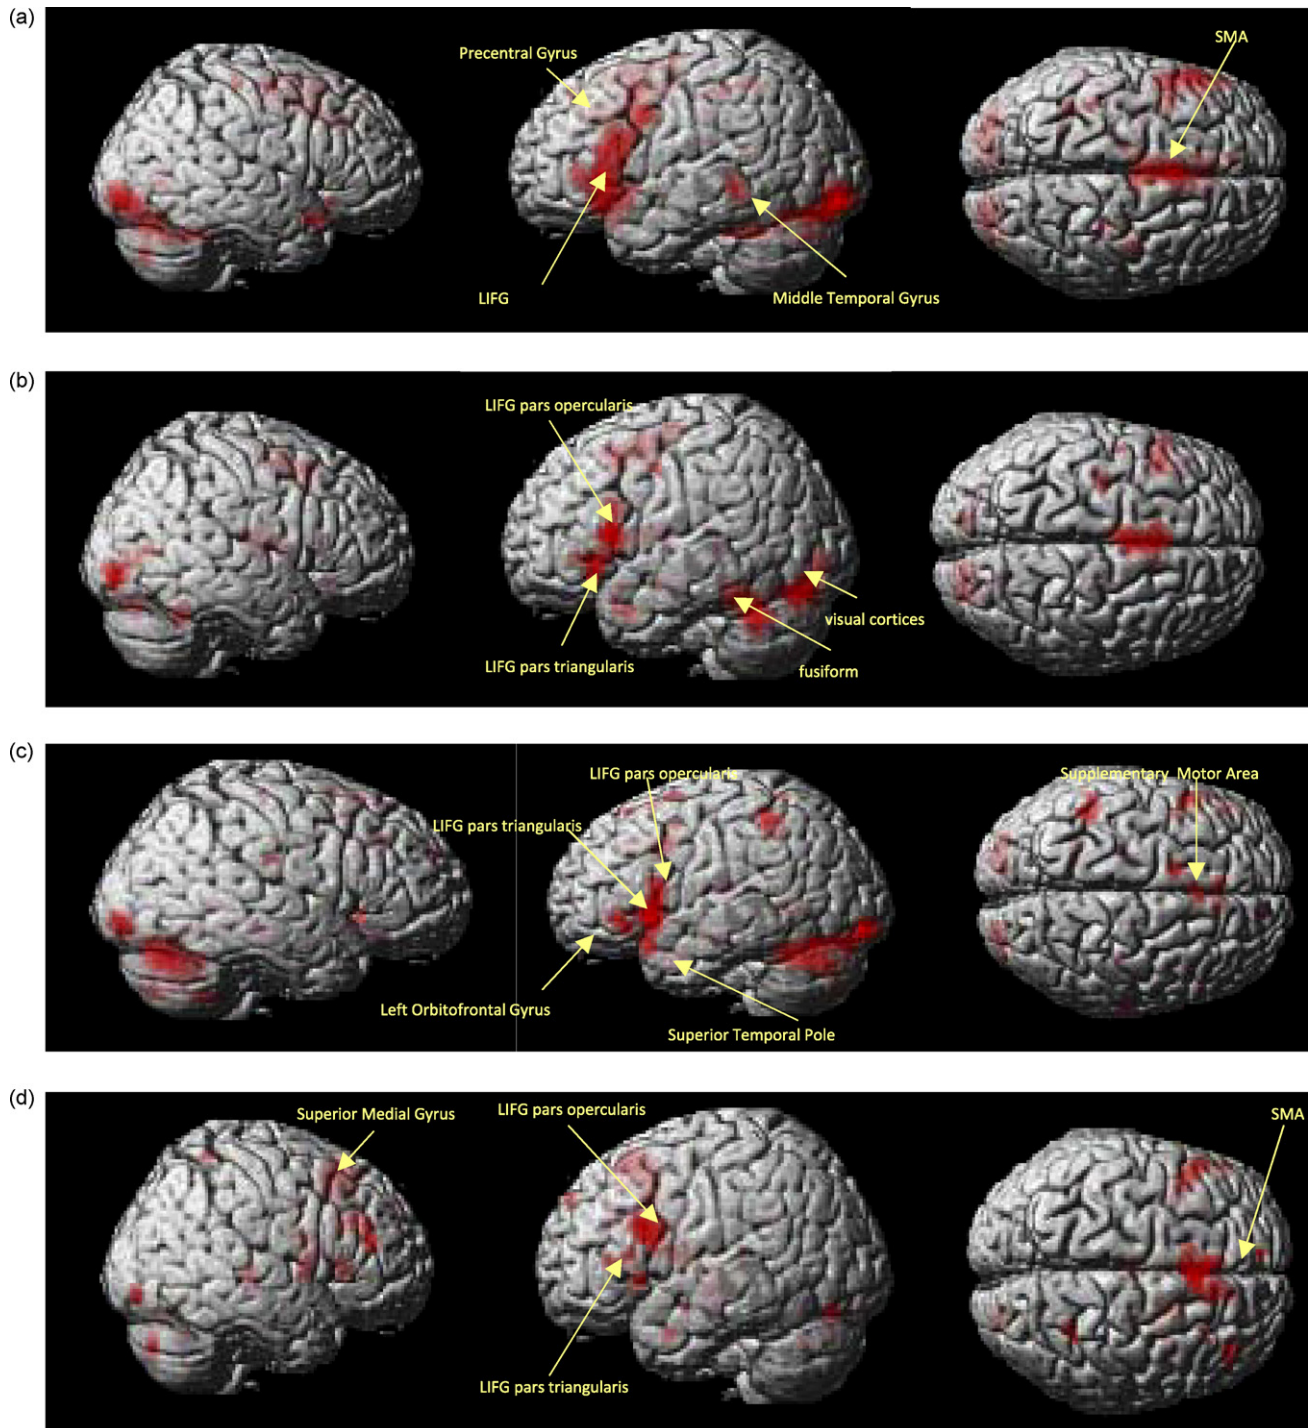 (a)
Precentral Gyrus
SMA
LIFG
Middle Temporal Gyrus
(b)
LIFG pars opercularis
visual cortices
LIFG pars triangularis
fusiform
(c)
LIFG pars opercularis
Supplementary Motor Area
LIFG pars triangularis
Left Orbitofrontal Gyrus
Superior Temporal Pole
(d)
Superior Medial Gyrus
LIFG pars opercularis
SMA
LIFG pars triangularis